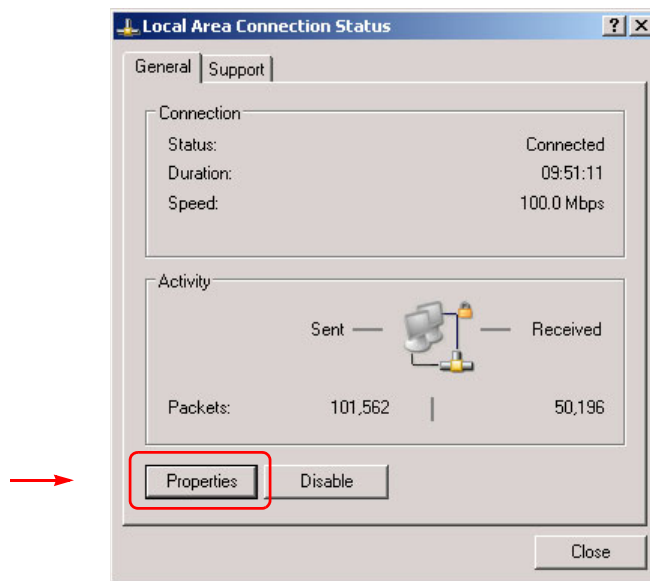 Local Area Connection Status
General Support
Connection
Status: Connected
Duration: 09:51:11
Speed: 100.0 Mbps
Activity
Sent — — Received
Packets: 101,562 | 50,196
Properties Disable
Close